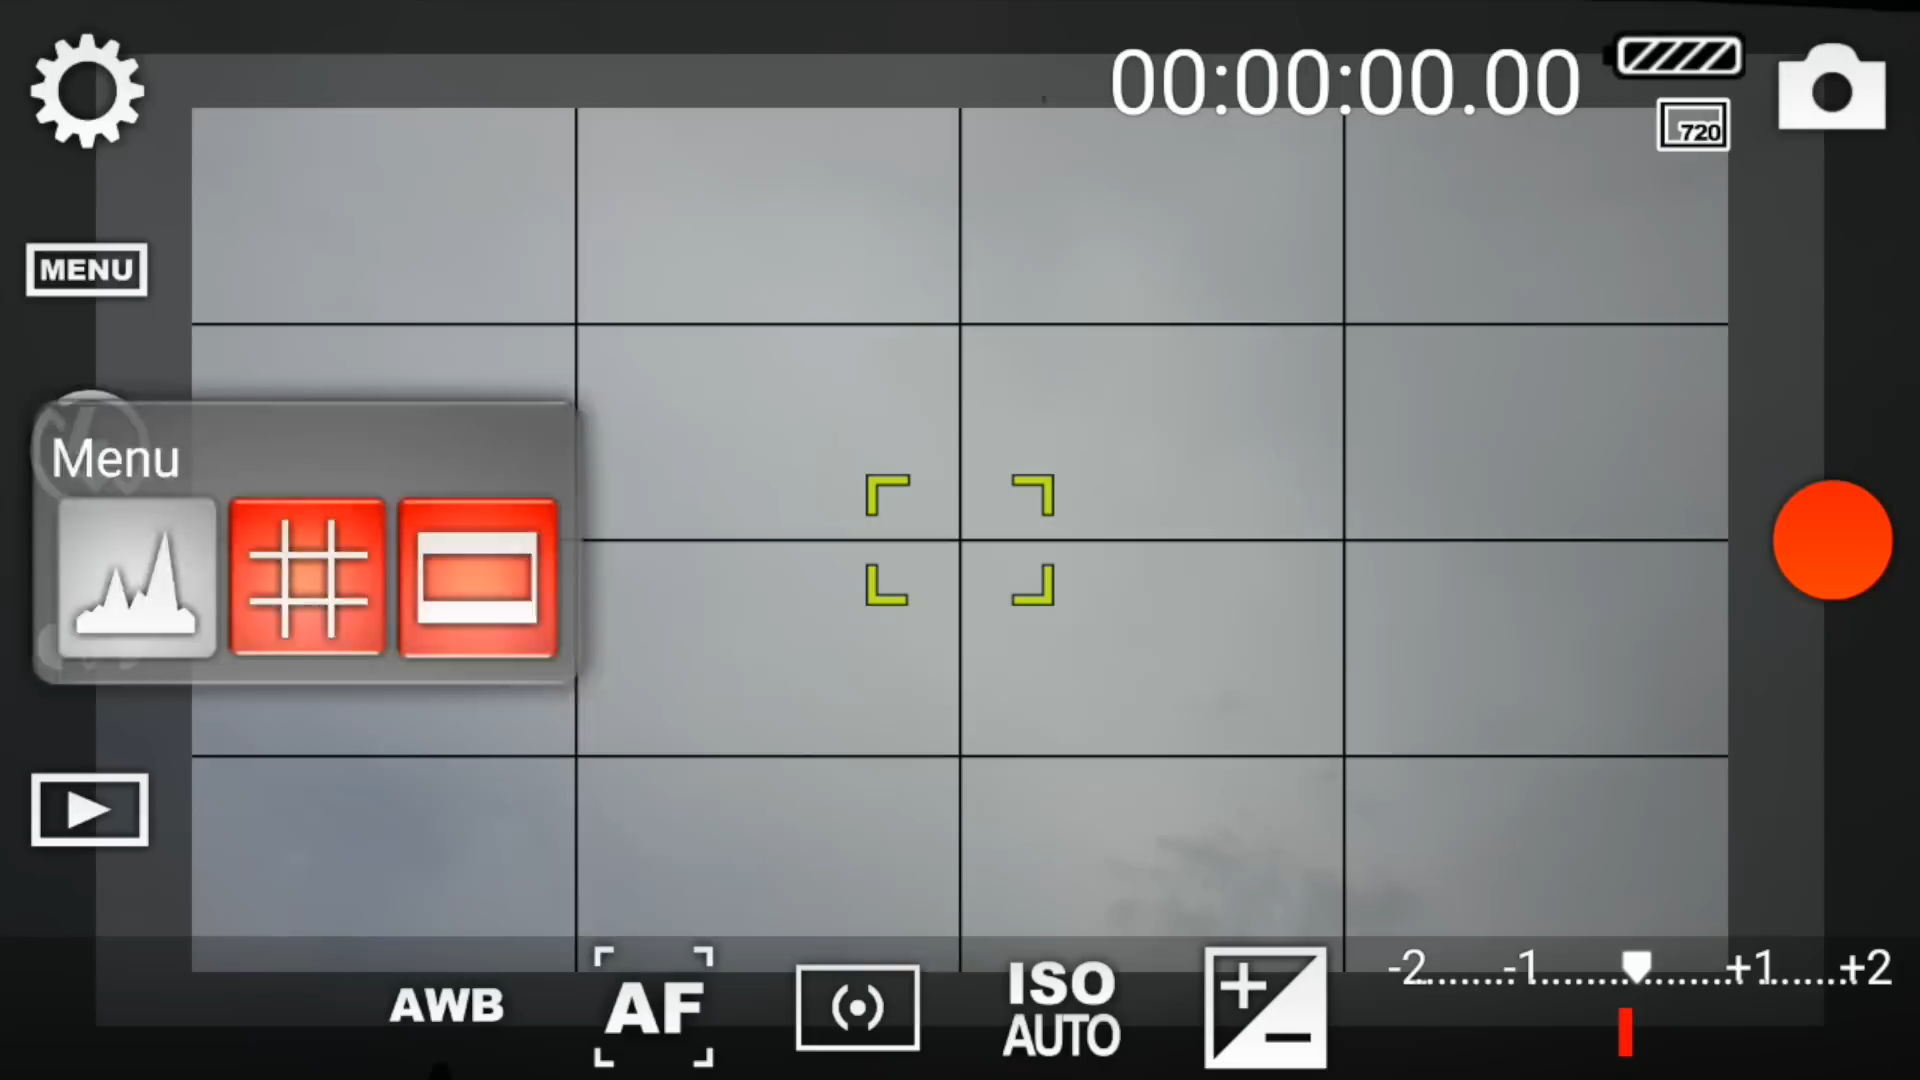 00:00:00.00
720
MENU
Menu
-2.......-1.................+1......+2
AWB
AF
ISO
AUTO